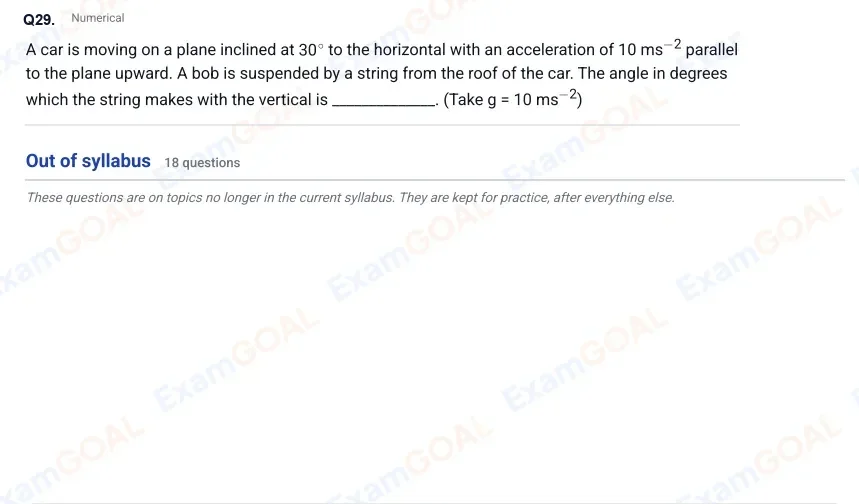 Q29. Numerical
A car is moving on a plane inclined at 30° to the horizontal with an acceleration of 10 ms⁻² parallel
to the plane upward. A bob is suspended by a string from the roof of the car. The angle in degrees
which the string makes with the vertical is ____________. (Take g = 10 ms⁻²)
Out of syllabus 18 questions
These questions are on topics no longer in the current syllabus. They are kept for practice, after everything else.
ExamGOAL